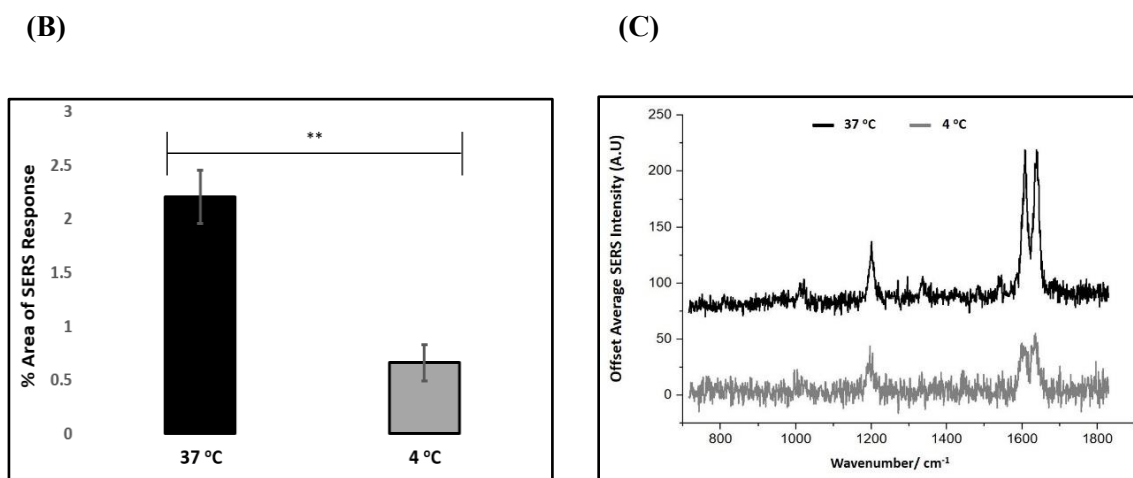 (B)
3
2.5
2
1.5
1
0.5
0
% Area of SERS Response
**
37 °C
4 °C
(C)
250
200
150
100
50
0
Offset Average SERS Intensity (A.U)
37 °C
4 °C
800
1000
1200
1400
1600
1800
Wavenumber/ cm⁻¹